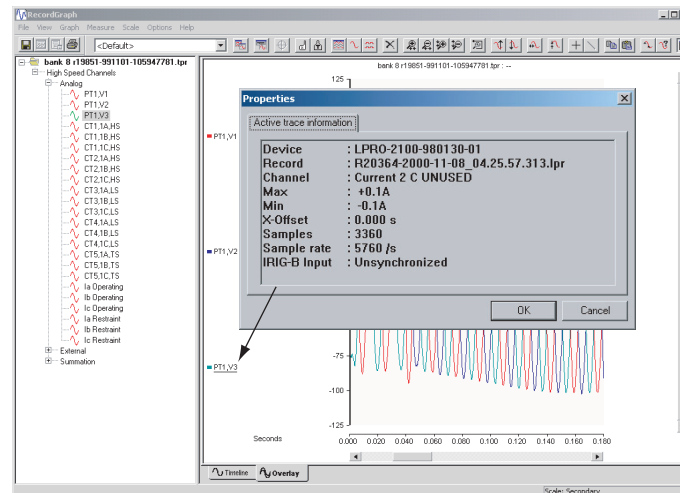 RecordGraph
File View Graph Measure Scale Options Help
<Default>
bank 8 r19851-991101-105947781.tpr
High Speed Channels
Analog
PT1,V1
PT1,V2
PT1,V3
CT1,1A,HS
CT1,1B,HS
CT1,1C,HS
CT2,1A,HS
CT2,1B,HS
CT2,1C,HS
CT3,1A,LS
CT3,1B,LS
CT3,1C,LS
CT4,1A,LS
CT4,1B,LS
CT4,1C,LS
CT5,1A,TS
CT5,1B,TS
CT5,1C,TS
Ia Operating
Ib Operating
Ic Operating
Ia Restraint
Ib Restraint
Ic Restraint
External
Summation
bank 8 r19851-991101-105947781.tpr : --
125
PT1,V1
PT1,V2
PT1,V3
Properties
Active trace information
Device : LPRO-2100-980130-01
Record : R20364-2000-11-08_04.25.57.313.lpr
Channel : Current 2 C UNUSED
Max : +0.1A
Min : -0.1A
X-Offset : 0.000 s
Samples : 3360
Sample rate : 5760 /s
IRIG-B Input : Unsynchronized
OK Cancel
-75
-100
-125
Seconds 0.000 0.020 0.040 0.060 0.080 0.100 0.120 0.140 0.160 0.180
Timeline Overlay
Scale: Secondary